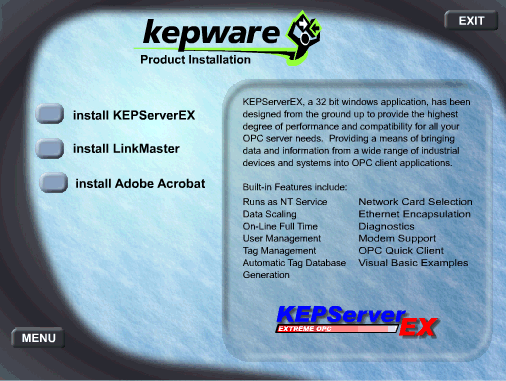 EXIT
kepware
Product Installation
install KEPServerEX
install LinkMaster
install Adobe Acrobat
KEPServerEX, a 32 bit windows application, has been
designed from the ground up to provide the highest
degree of performance and compatibility for all your
OPC server needs. Providing a means of bringing
data and information from a wide range of industrial
devices and systems into OPC client applications.
Built-in Features include:
Runs as NT Service Network Card Selection
Data Scaling Ethernet Encapsulation
On-Line Full Time Diagnostics
User Management Modem Support
Tag Management OPC Quick Client
Automatic Tag Database Visual Basic Examples
Generation
KEPServer
EXTREME OPC EX
MENU